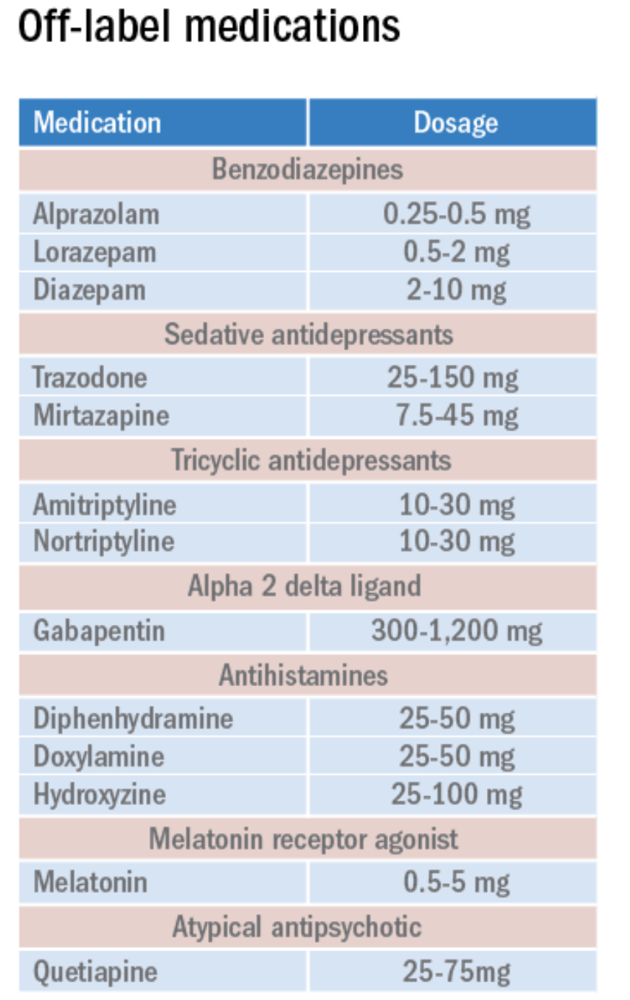 Off-label medications
Medication Dosage
Benzodiazepines
Alprazolam 0.25-0.5 mg
Lorazepam 0.5-2 mg
Diazepam 2-10 mg
Sedative antidepressants
Trazodone 25-150 mg
Mirtazapine 7.5-45 mg
Tricyclic antidepressants
Amitriptyline 10-30 mg
Nortriptyline 10-30 mg
Alpha 2 delta ligand
Gabapentin 300-1,200 mg
Antihistamines
Diphenhydramine 25-50 mg
Doxylamine 25-50 mg
Hydroxyzine 25-100 mg
Melatonin receptor agonist
Melatonin 0.5-5 mg
Atypical antipsychotic
Quetiapine 25-75mg